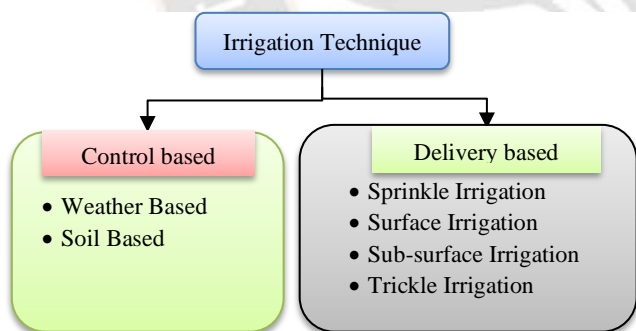 Irrigation Technique
Control based
• Weather Based
• Soil Based
Delivery based
• Sprinkle Irrigation
• Surface Irrigation
• Sub-surface Irrigation
• Trickle Irrigation